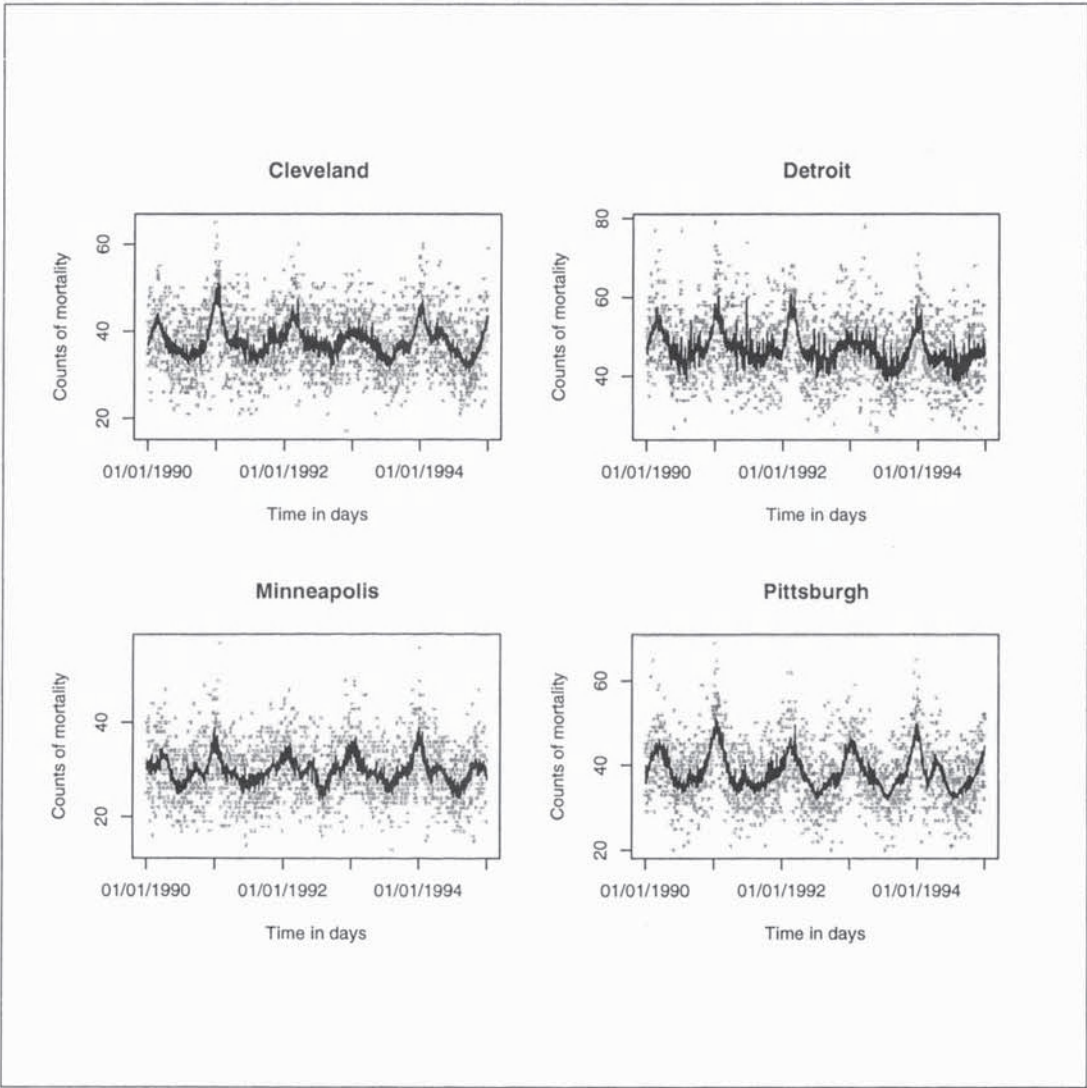 Cleveland
Counts of mortality
60
40
20
01/01/1990 01/01/1992 01/01/1994
Time in days
Detroit
Counts of mortality
80
60
40
01/01/1990 01/01/1992 01/01/1994
Time in days
Minneapolis
Counts of mortality
40
20
01/01/1990 01/01/1992 01/01/1994
Time in days
Pittsburgh
Counts of mortality
60
40
20
01/01/1990 01/01/1992 01/01/1994
Time in days